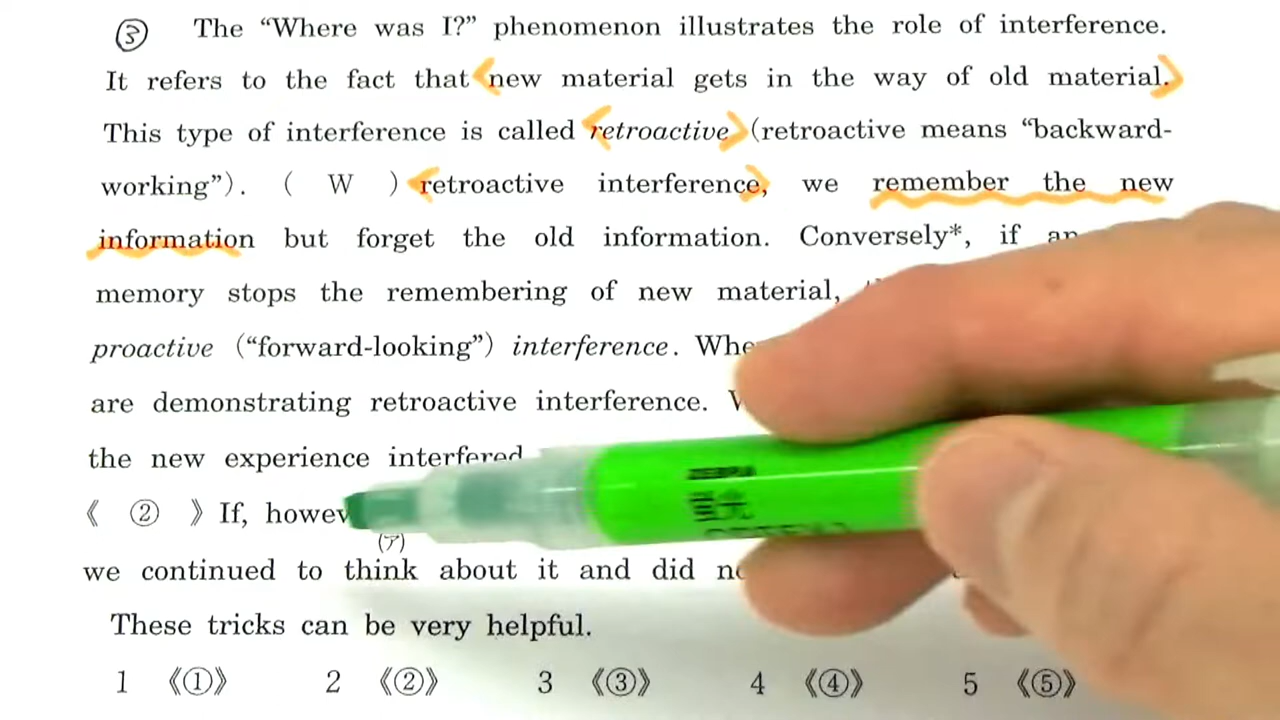 ③ The “Where was I?” phenomenon illustrates the role of interference.
It refers to the fact that new material gets in the way of old material.
This type of interference is called retroactive (retroactive means “backward-
working”). ( W ) retroactive interference, we remember the new
information but forget the old information. Conversely*, if
memory stops the remembering of new material,
proactive (“forward-looking”) interference.
are demonstrating retroactive interference.
the new experience interfered
ZEBRA
蛍光
《 ② 》 If,
(ア)
we continued to think about it and did
These tricks can be very helpful.
1 《①》 2 《②》 3 《③》 4 《④》 5 《⑤》